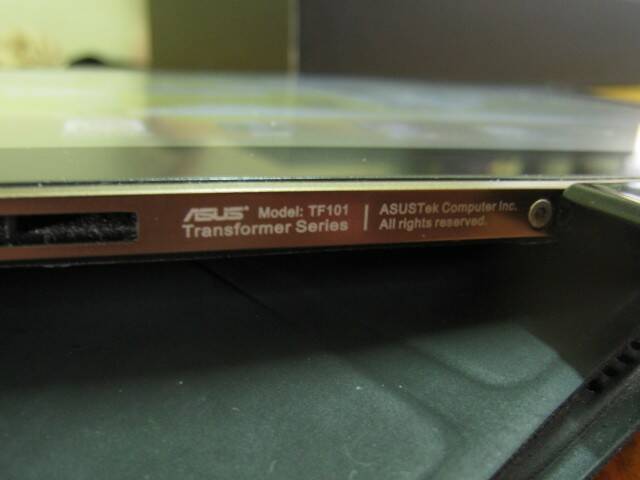 ASUS Model: TF101
Transformer Series
ASUSTek Computer Inc.
All rights reserved.